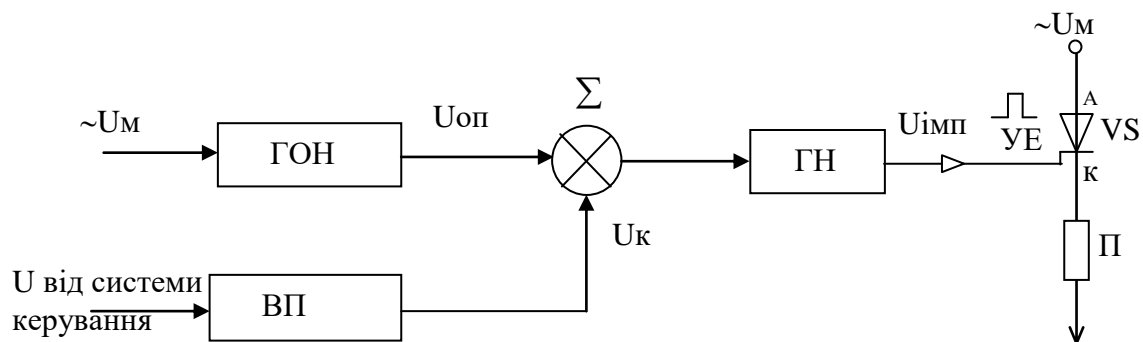 ~Uм
Σ
Uоп
~Uм
ГОН
ГН
Uімп
УЕ
А
VS
к
Uк
П
U від системи
керування
ВП